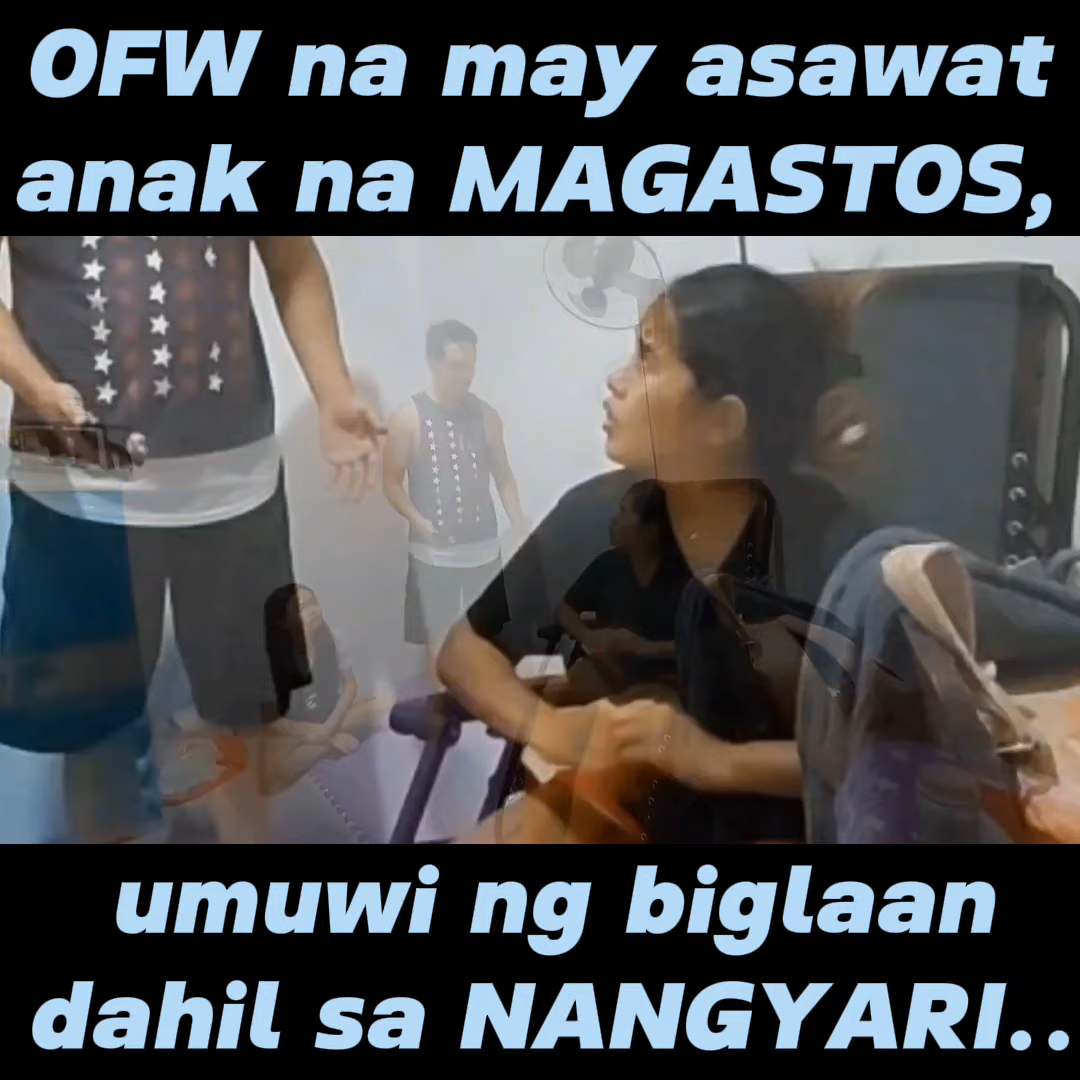 OFW na may asawat
anak na MAGASTOS,
umuwi ng biglaan
dahil sa NANGYARI..